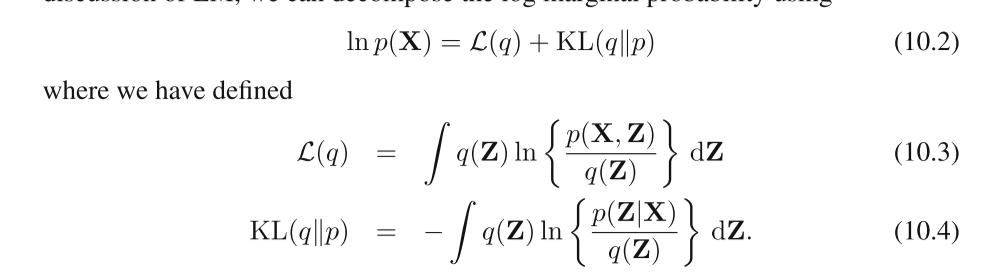 discussion of EM, we can decompose the log marginal probability using
ln p(X) = ℒ(q) + KL(q∥p) (10.2)
where we have defined
ℒ(q) = ∫ q(Z) ln { p(X, Z) / q(Z) } dZ (10.3)
KL(q∥p) = − ∫ q(Z) ln { p(Z|X) / q(Z) } dZ. (10.4)